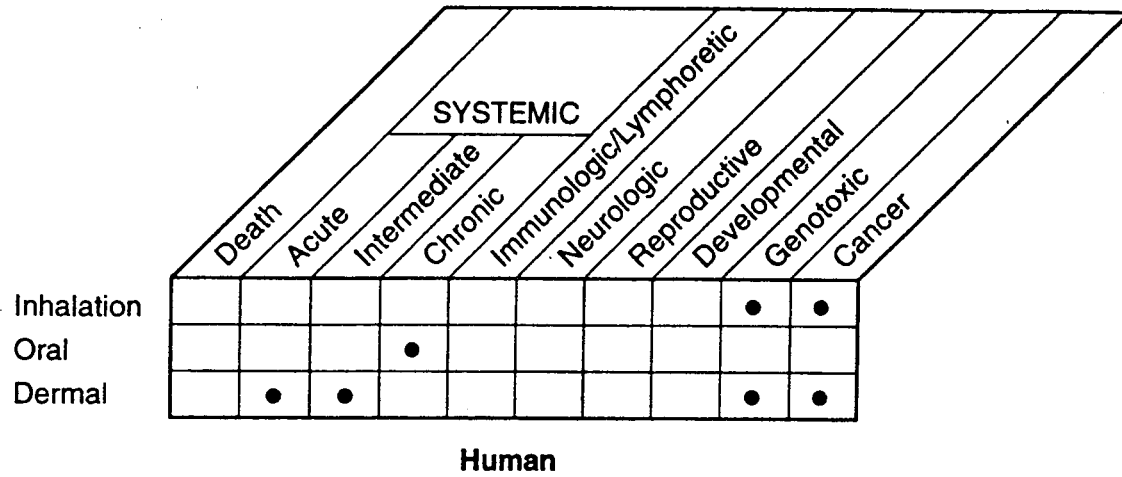 SYSTEMIC
Death
Acute
Intermediate
Chronic
Immunologic/Lymphoretic
Neurologic
Reproductive
Developmental
Genotoxic
Cancer
Inhalation
Oral
Dermal
Human